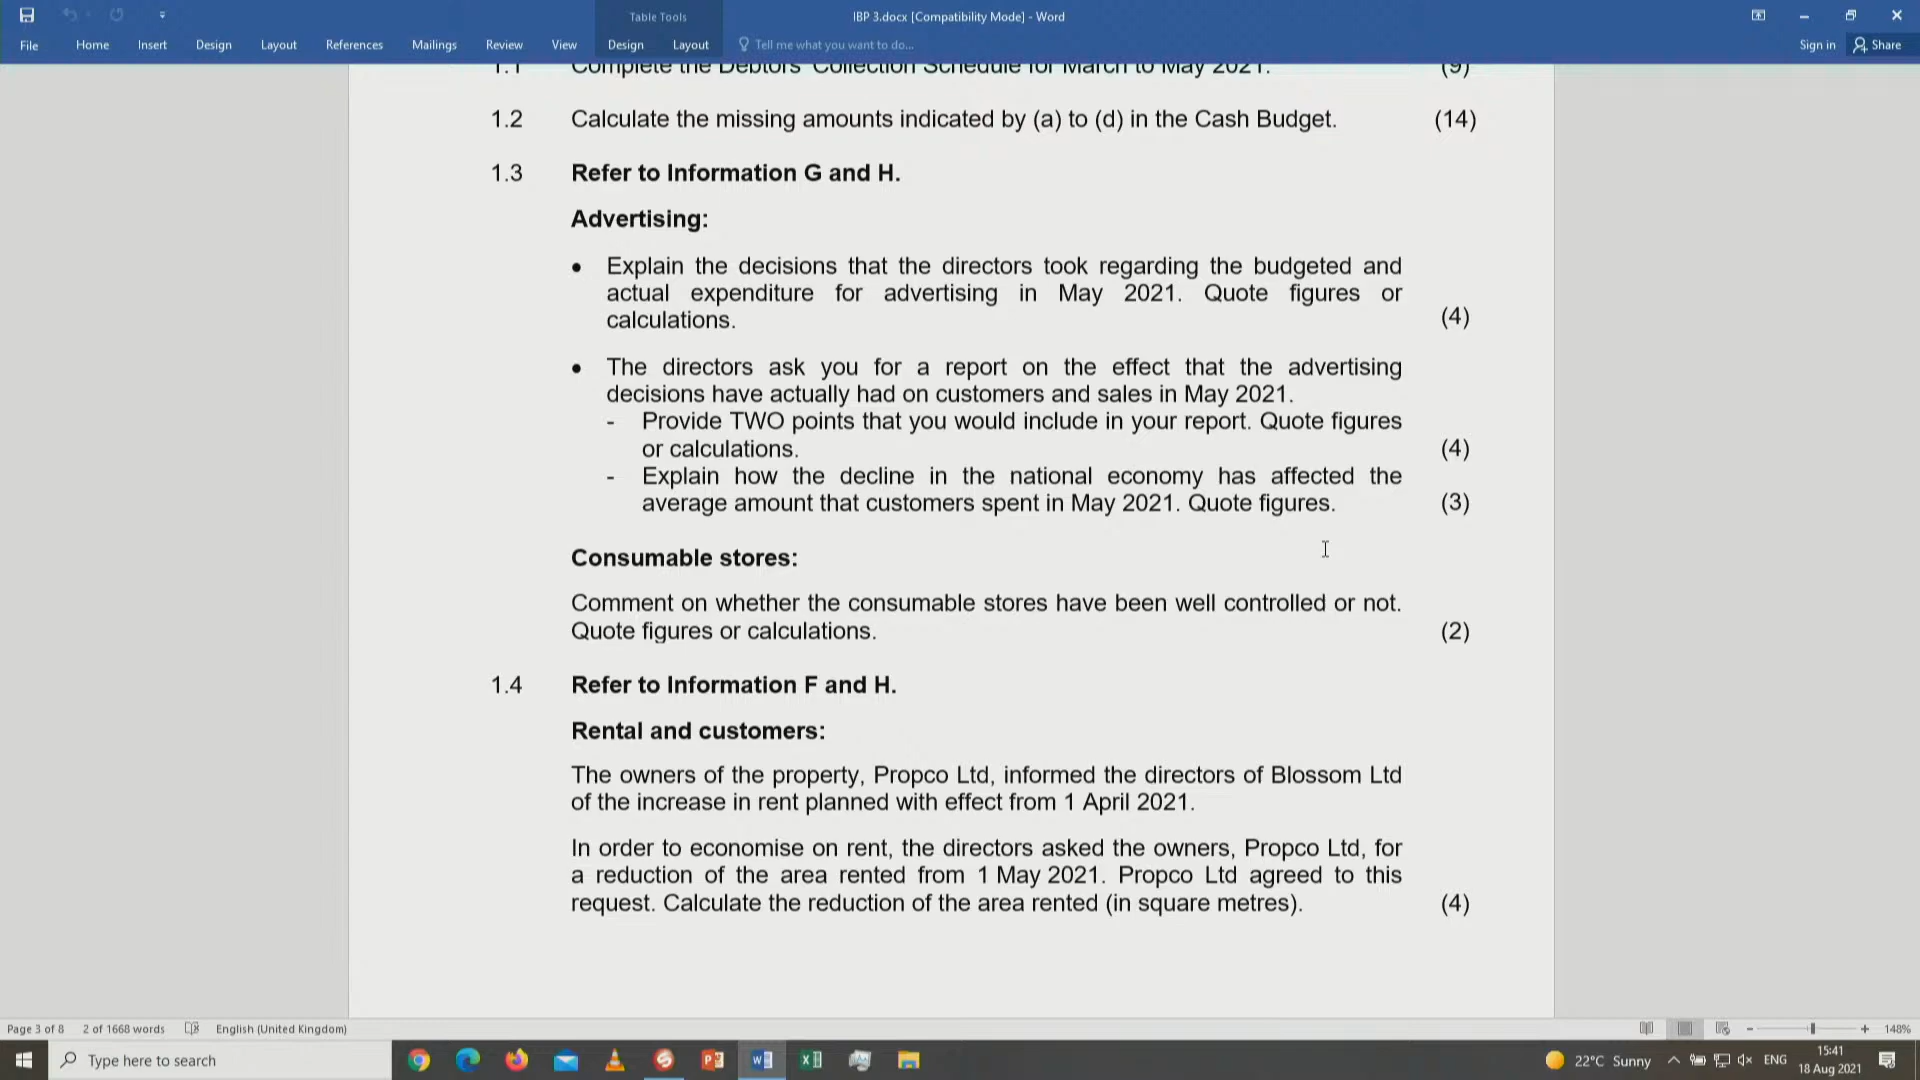 Table Tools
IBP 3.docx [Compatibility Mode] - Word
File Home Insert Design Layout References Mailings Review View Design Layout Tell me what you want to do... Sign in Share
1.1 Complete the Debtors' Collection Schedule for March to May 2021. (9)
1.2 Calculate the missing amounts indicated by (a) to (d) in the Cash Budget. (14)
1.3 Refer to Information G and H.
Advertising:
• Explain the decisions that the directors took regarding the budgeted and
actual expenditure for advertising in May 2021. Quote figures or
calculations. (4)
• The directors ask you for a report on the effect that the advertising
decisions have actually had on customers and sales in May 2021.
- Provide TWO points that you would include in your report. Quote figures
or calculations. (4)
- Explain how the decline in the national economy has affected the
average amount that customers spent in May 2021. Quote figures. (3)
Consumable stores:
Comment on whether the consumable stores have been well controlled or not.
Quote figures or calculations. (2)
1.4 Refer to Information F and H.
Rental and customers:
The owners of the property, Propco Ltd, informed the directors of Blossom Ltd
of the increase in rent planned with effect from 1 April 2021.
In order to economise on rent, the directors asked the owners, Propco Ltd, for
a reduction of the area rented from 1 May 2021. Propco Ltd agreed to this
request. Calculate the reduction of the area rented (in square metres). (4)
Page 3 of 8 2 of 1668 words English (United Kingdom) 148%
Type here to search 22°C Sunny ENG 15:41
18 Aug 2021